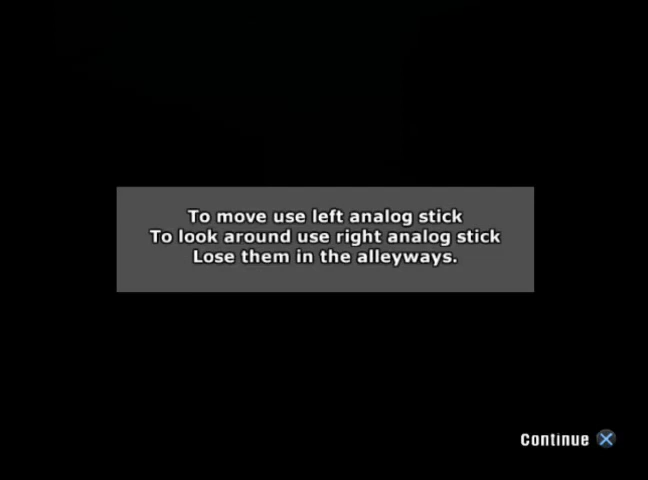 To move use left analog stick
To look around use right analog stick
Lose them in the alleyways.
Continue